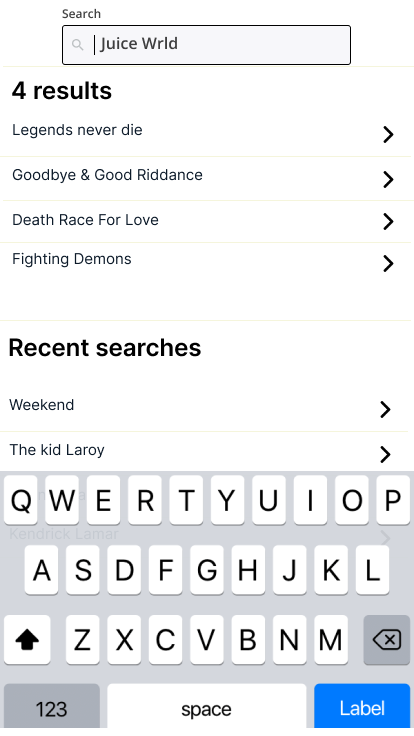 Search
Juice Wrld
4 results
Legends never die
Goodbye & Good Riddance
Death Race For Love
Fighting Demons
Recent searches
Weekend
The kid Laroy
Q W E R T Y U I O P
Kendrick Lamar
A S D F G H J K L
Z X C V B N M
123 space Label